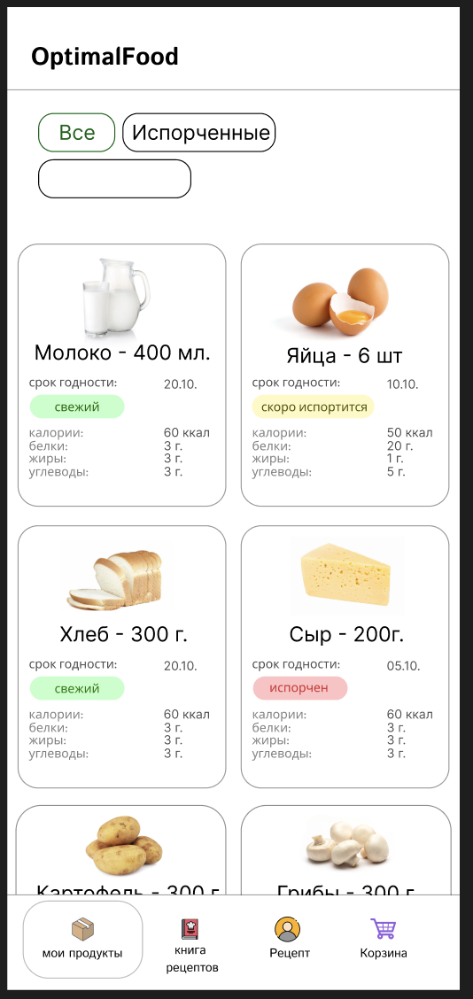 OptimalFood
Все
Испорченные
Молоко - 400 мл.
срок годности: 20.10.
свежий
калории: 60 ккал
белки: 3 г.
жиры: 3 г.
углеводы: 3 г.
Яйца - 6 шт
срок годности: 10.10.
скоро испортится
калории: 50 ккал
белки: 20 г.
жиры: 1 г.
углеводы: 5 г.
Хлеб - 300 г.
срок годности: 20.10.
свежий
калории: 60 ккал
белки: 3 г.
жиры: 3 г.
углеводы: 3 г.
Сыр - 200г.
срок годности: 05.10.
испорчен
калории: 60 ккал
белки: 3 г.
жиры: 3 г.
углеводы: 3 г.
Картофель - 300 г
Грибы - 300 г.
мои продукты
книга
рецептов
Рецепт
Корзина